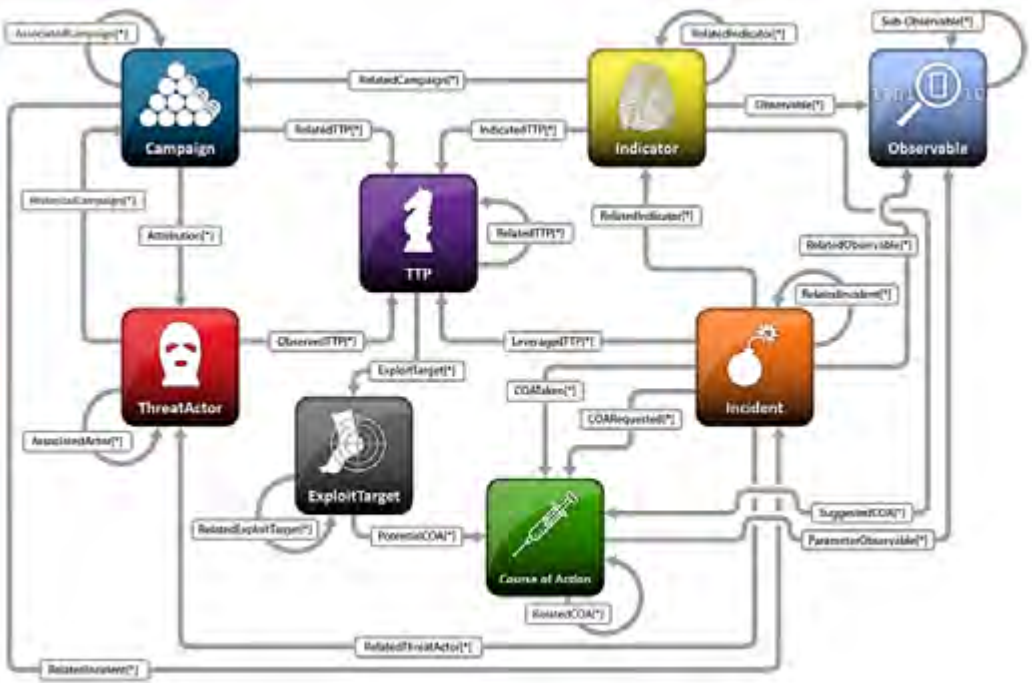 AssociatedCampaign[*]
RelatedIndicator[*]
Sub-Observable[*]
RelatedCampaign[*]
Observable[*]
Campaign
RelatedTTP[*]
IndicatedTTP[*]
Indicator
Observable
HistoricalCampaign[*]
RelatedIndicator[*]
Attribution[*]
RelatedTTP[*]
RelatedObservable[*]
TTP
RelatedIncident[*]
ObservedTTP[*]
LeveragedTTP[*]
ExploitTarget[*]
COATaken[*]
ThreatActor
Incident
COARequested[*]
AssociatedActor[*]
ExploitTarget
RelatedExploitTarget[*]
PotentialCOA[*]
SuggestedCOA[*]
ParameterObservable[*]
Course of Action
RelatedCOA[*]
RelatedThreatActor[*]
RelatedIncident[*]